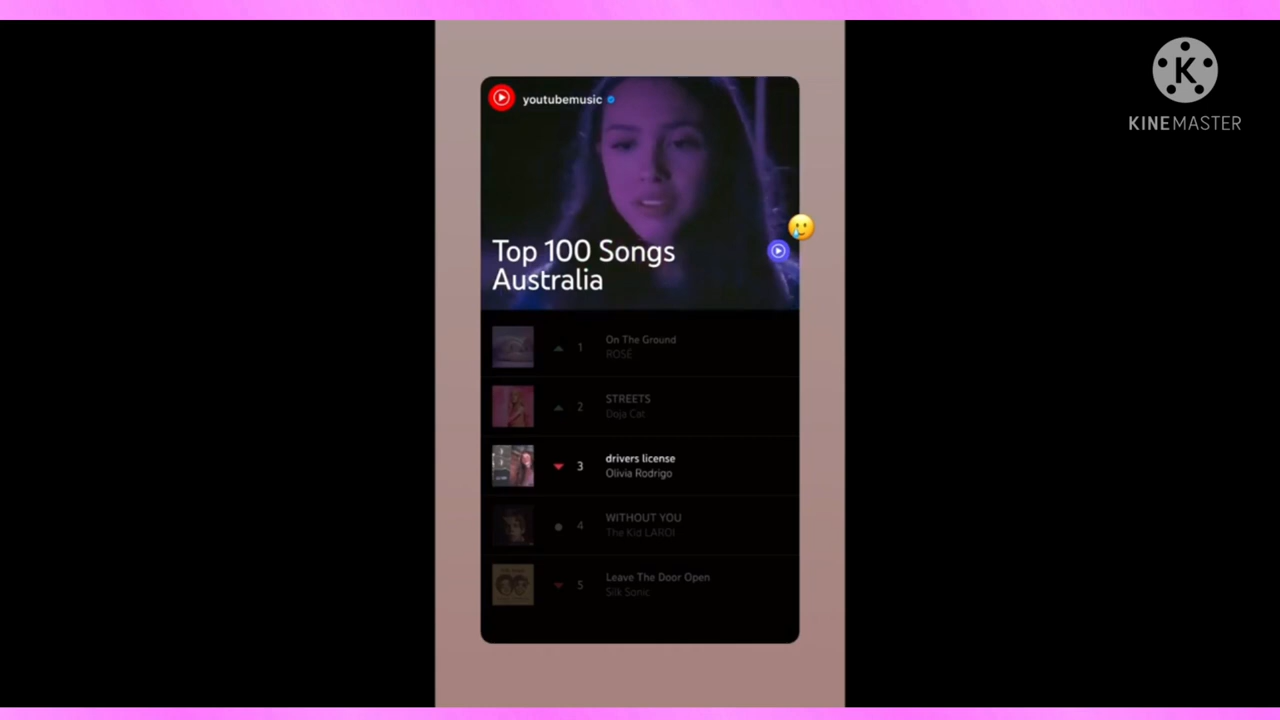 youtubemusic
K
KINEMASTER
Top 100 Songs
Australia
1
On The Ground
ROSÉ
2
STREETS
Doja Cat
3
drivers license
Olivia Rodrigo
4
WITHOUT YOU
The Kid LAROI
5
Leave The Door Open
Silk Sonic